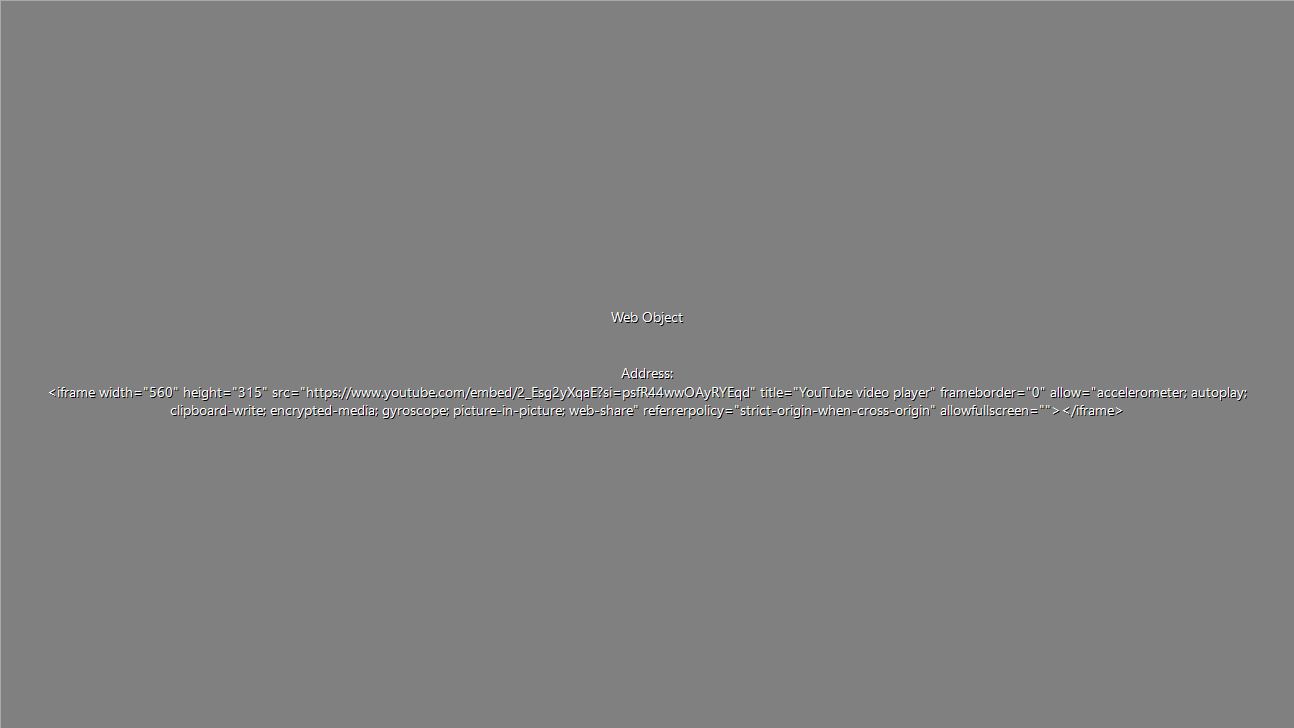 Web Object
Address:
<iframe width="560" height="315" src="https://www.youtube.com/embed/2_Esg2yXqaE?si=psfR44wwOAyRYEqd" title="YouTube video player" frameborder="0" allow="accelerometer; autoplay;
clipboard-write; encrypted-media; gyroscope; picture-in-picture; web-share" referrerpolicy="strict-origin-when-cross-origin" allowfullscreen=""></iframe>